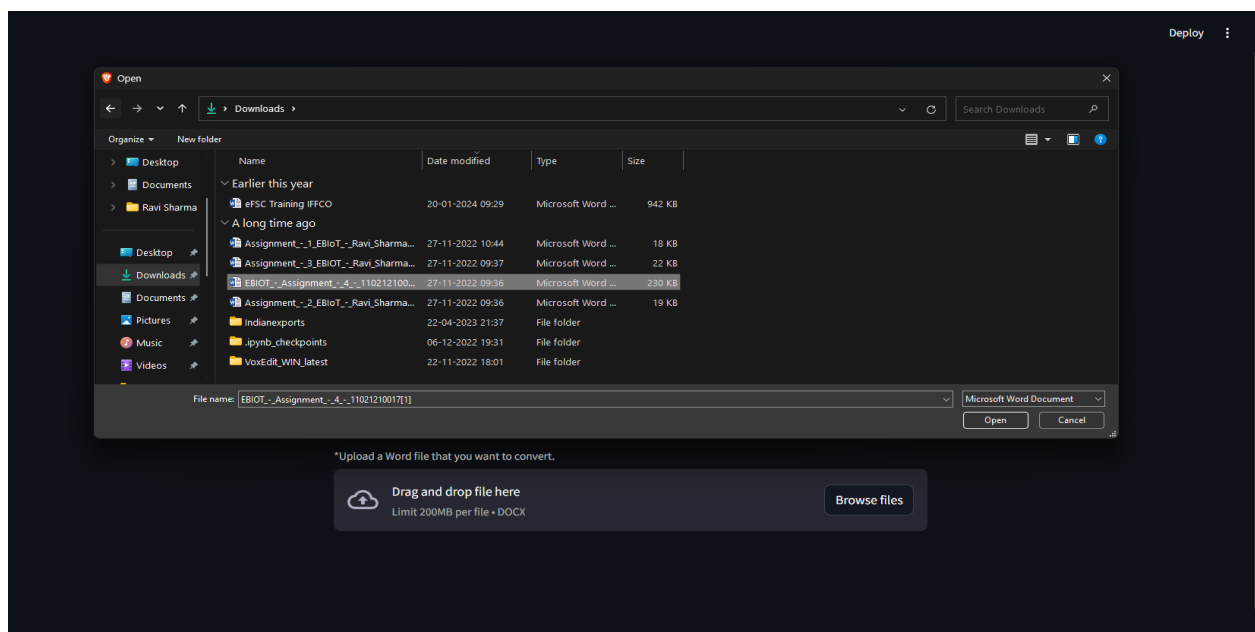 Deploy
Open
Downloads
Search Downloads
Organize
New folder
Desktop
Documents
Ravi Sharma
Desktop
Downloads
Documents
Pictures
Music
Videos
Name Date modified Type Size
Earlier this year
eFSC Training IFFCO 20-01-2024 09:29 Microsoft Word ... 942 KB
A long time ago
Assignment_-_1_EBIoT_-_Ravi_Sharma... 27-11-2022 10:44 Microsoft Word ... 18 KB
Assignment_-_3_EBIoT_-_Ravi_Sharma... 27-11-2022 09:37 Microsoft Word ... 22 KB
EBIOT_-_Assignment_-_4_-_110212100... 27-11-2022 09:36 Microsoft Word ... 230 KB
Assignment_-_2_EBIoT_-_Ravi_Sharma... 27-11-2022 09:36 Microsoft Word ... 19 KB
Indianexports 22-04-2023 21:37 File folder
.ipynb_checkpoints 06-12-2022 19:31 File folder
VoxEdit_WIN_latest 22-11-2022 18:01 File folder
File name: EBIOT_-_Assignment_-_4_-_11021210017[1] Microsoft Word Document
Open Cancel
*Upload a Word file that you want to convert.
Drag and drop file here
Limit 200MB per file • DOCX
Browse files